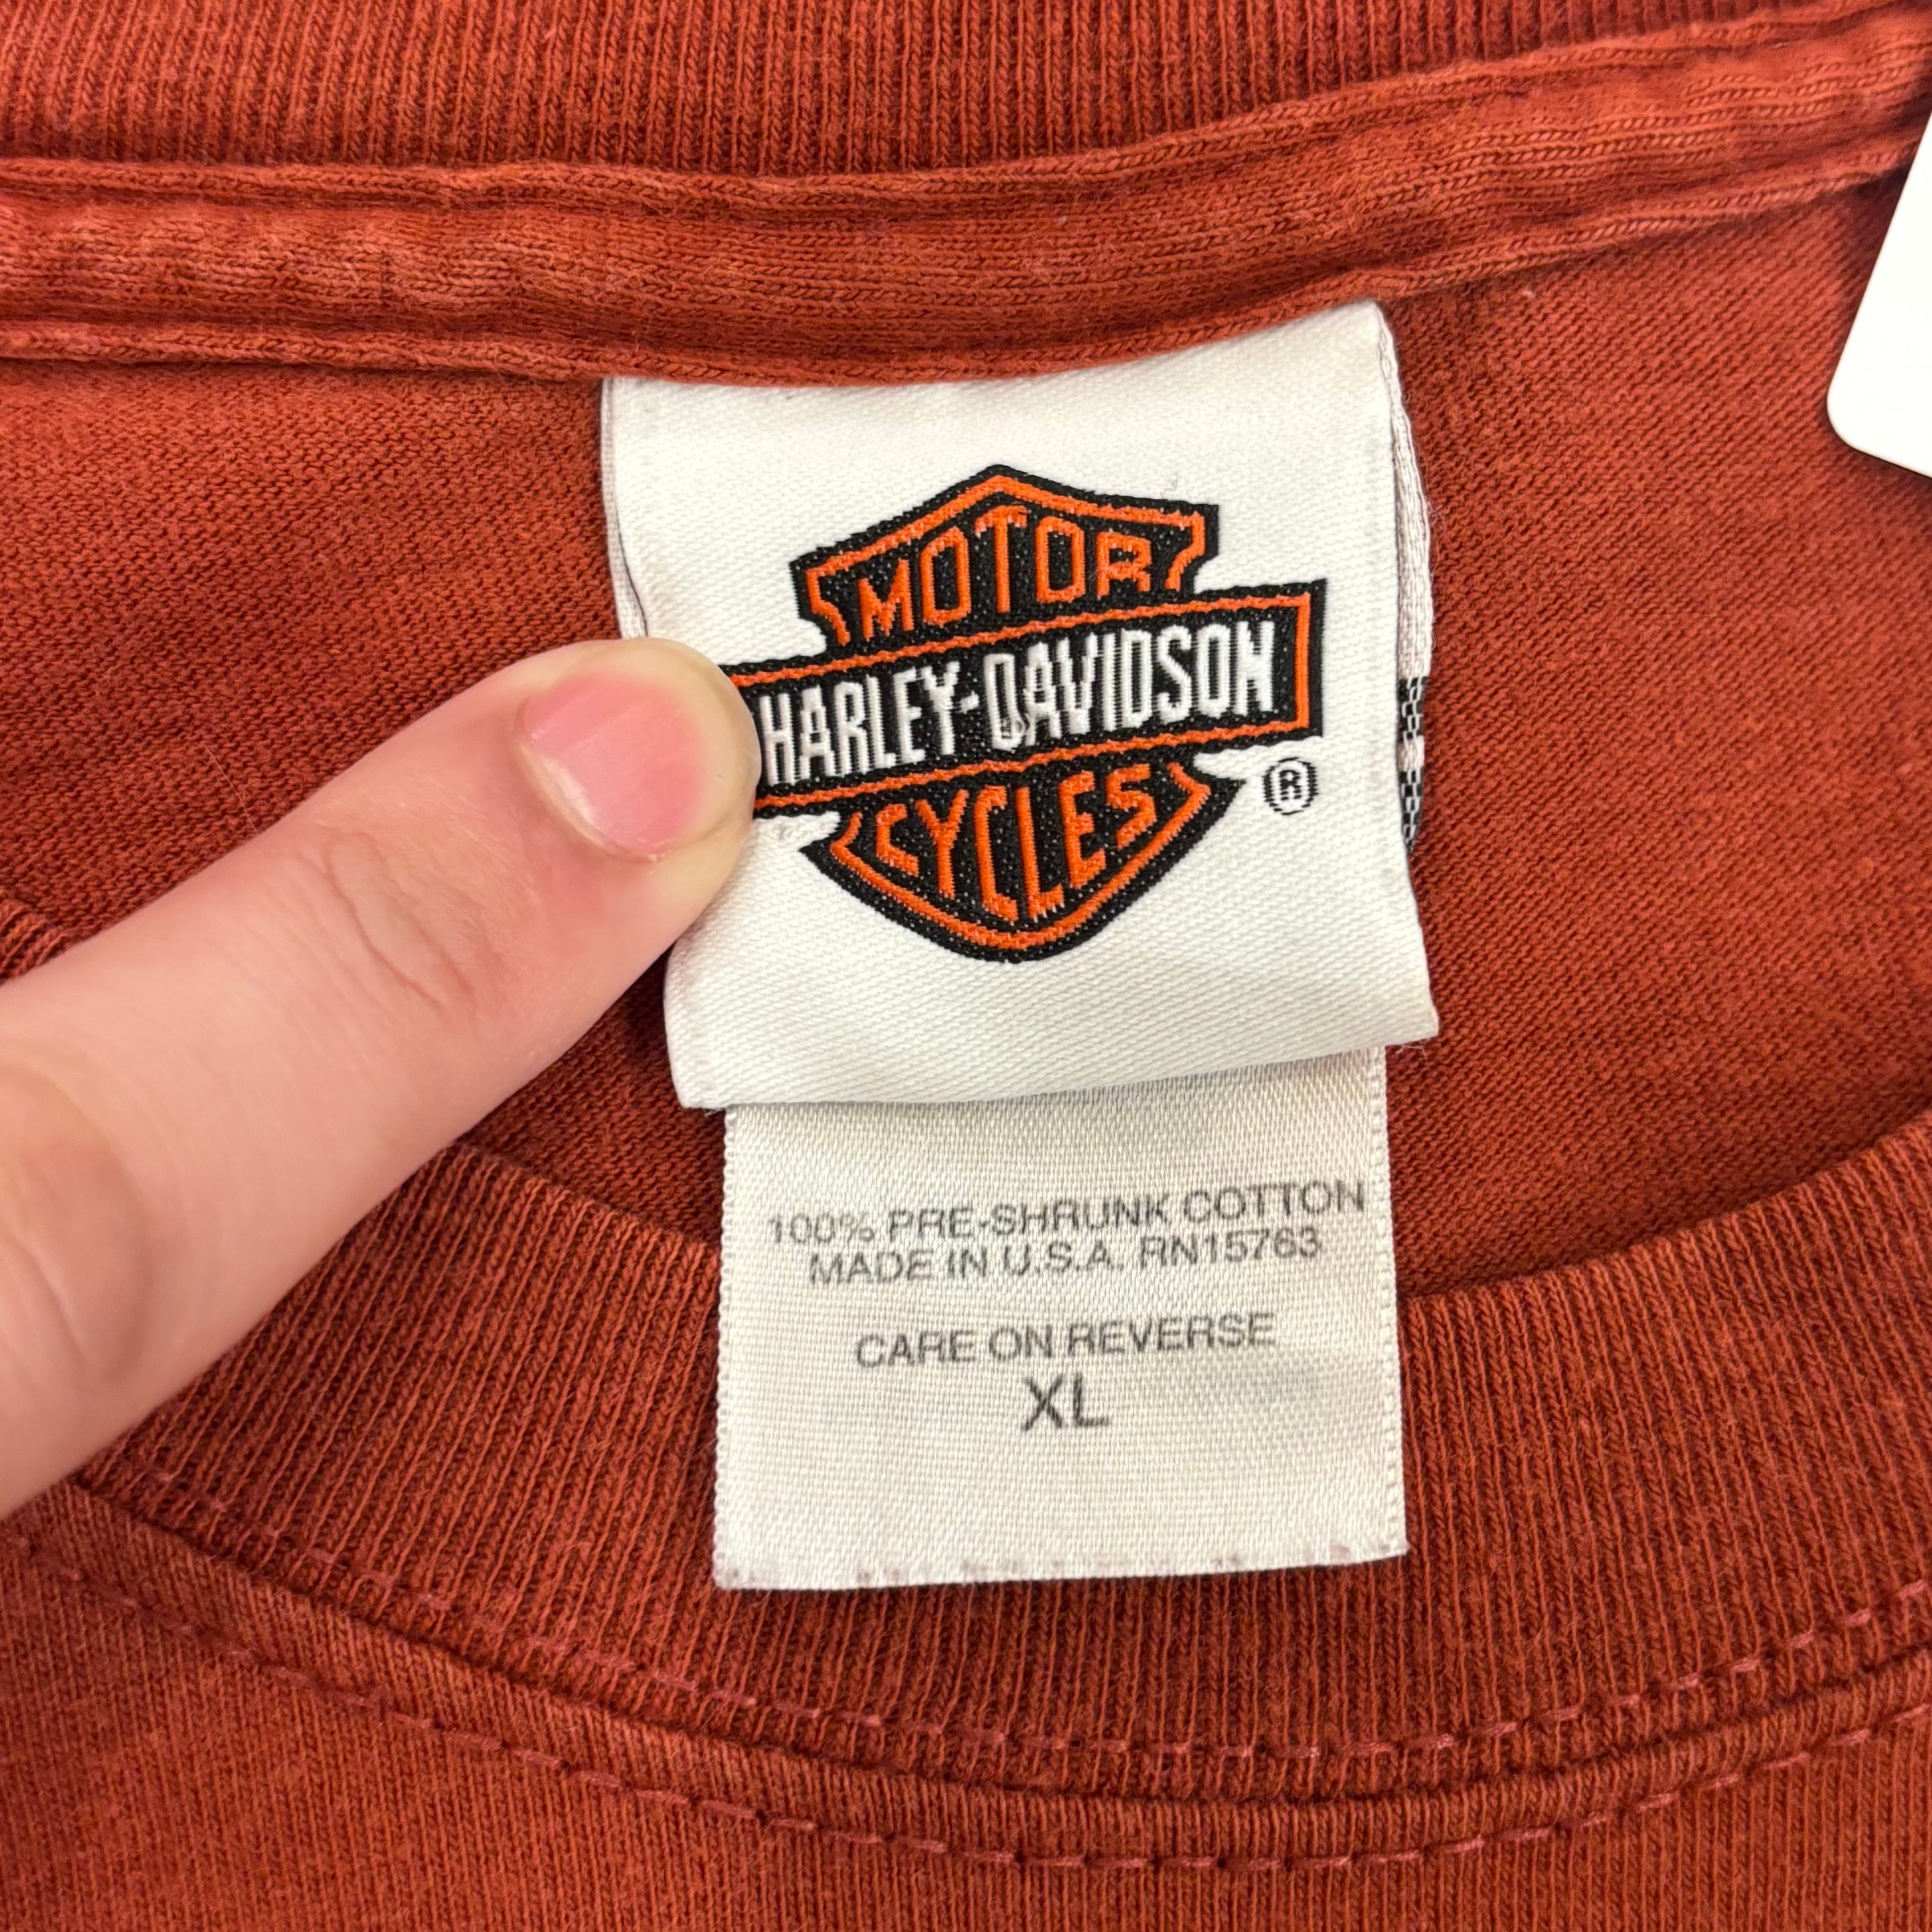 MOTOR
HARLEY-DAVIDSON
CYCLES
®
100% PRE-SHRUNK COTTON
MADE IN U.S.A. RN15763
CARE ON REVERSE
XL